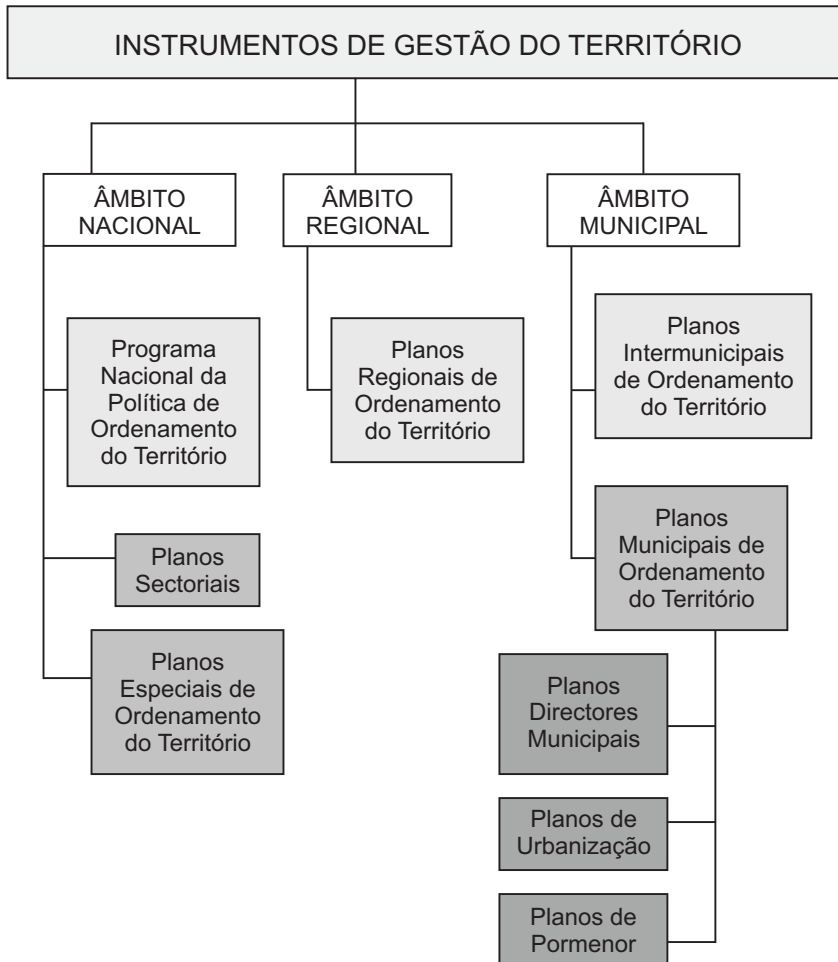 INSTRUMENTOS DE GESTÃO DO TERRITÓRIO
ÂMBITO
NACIONAL
Programa
Nacional da
Política de
Ordenamento
do Território
Planos
Sectoriais
Planos
Especiais de
Ordenamento
do Território
ÂMBITO
REGIONAL
Planos
Regionais de
Ordenamento
do Território
ÂMBITO
MUNICIPAL
Planos
Intermunicipais
de Ordenamento
do Território
Planos
Municipais de
Ordenamento
do Território
Planos
Directores
Municipais
Planos de
Urbanização
Planos de
Pormenor